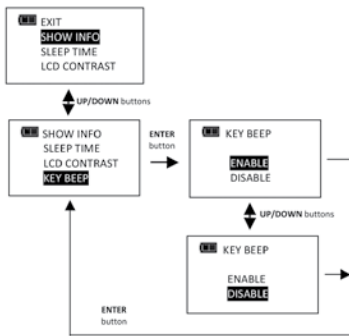 EXIT
SHOW INFO
SLEEP TIME
LCD CONTRAST
UP/DOWN buttons
SHOW INFO
SLEEP TIME
LCD CONTRAST
KEY BEEP
ENTER
button
KEY BEEP
ENABLE
DISABLE
UP/DOWN buttons
KEY BEEP
ENABLE
DISABLE
ENTER
button